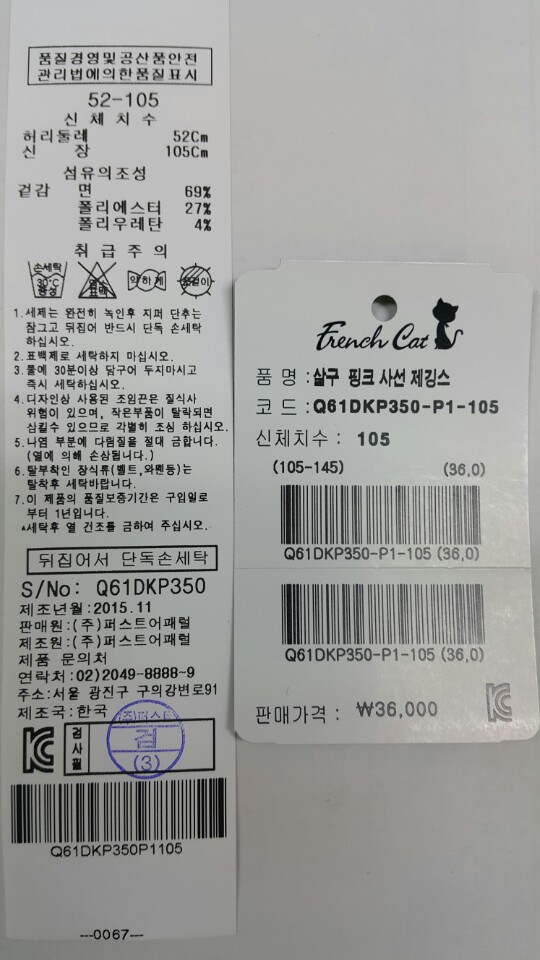 품질경영및공산품안전
관리법에의한품질표시
52-105
신 체 치 수
허리둘레 52Cm
신 장 105Cm
섬유의조성
겉감 면 69%
폴리에스터 27%
폴리우레탄 4%
취 급 주 의
손세탁
30°C
중성
염소
표백
약하게
옷걸이
1.세제는 완전히 녹인후 지퍼 단추는
잠그고 뒤집어 반드시 단독 손세탁
하십시오.
2.표백제로 세탁하지 마십시오.
3.물에 30분이상 담구어 두지마시고
즉시 세탁하십시오.
4.디자인상 사용된 조임끈은 질식사
위험이 있으며, 작은부품이 탈락되면
삼킬수 있으므로 각별히 조심 하십시오.
5.나염 부분에 다림질을 절대 금합니다.
(열에 의해 손상됩니다.)
6.탈부착인 장식류(벨트,와펜등)는
탈착후 세탁바랍니다.
7.이 제품의 품질보증기간은 구입일로
부터 1년입니다.
▲세탁후 열 건조를 금하여 주십시오.
뒤집어서 단독손세탁
S/No: Q61DKP350
제조년월:2015.11
판매원:(주)퍼스트어패럴
제조원:(주)퍼스트어패럴
제품 문의처
연락처:02)2049-8888~9
주소:서울 광진구 구의강변로91
제조국:한국
KC
검사필
(주)퍼스트
검
(3)
Q61DKP350P1105
---0067---
French Cat
품 명 :살구 핑크 사선 제깅스
코 드 :Q61DKP350-P1-105
신체치수 : 105
(105-145) (36,0)
Q61DKP350-P1-105 (36,0)
Q61DKP350-P1-105 (36,0)
판매가격 : ₩36,000
KC